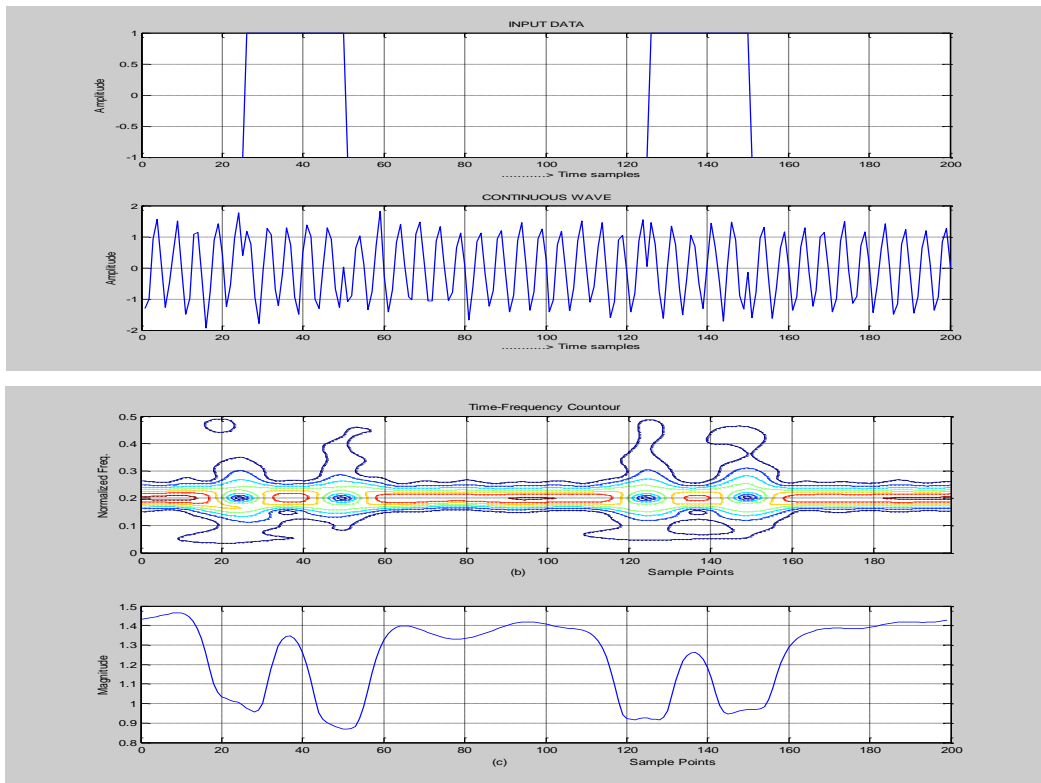 INPUT DATA
1
0.5
0
-0.5
-1
Amplitude
0 20 40 60 80 100 120 140 160 180 200
...........> Time samples
CONTINUOUS WAVE
2
1
0
-1
-2
Amplitude
0 20 40 60 80 100 120 140 160 180 200
...........> Time samples
Time-Frequency Countour
0.5
0.4
0.3
0.2
0.1
0
Normalized Freq.
0 20 40 60 80 100 120 140 160 180
(b) Sample Points
1.5
1.4
1.3
1.2
1.1
1
0.9
0.8
Magnitude
0 20 40 60 80 100 120 140 160 180 200
(c) Sample Points